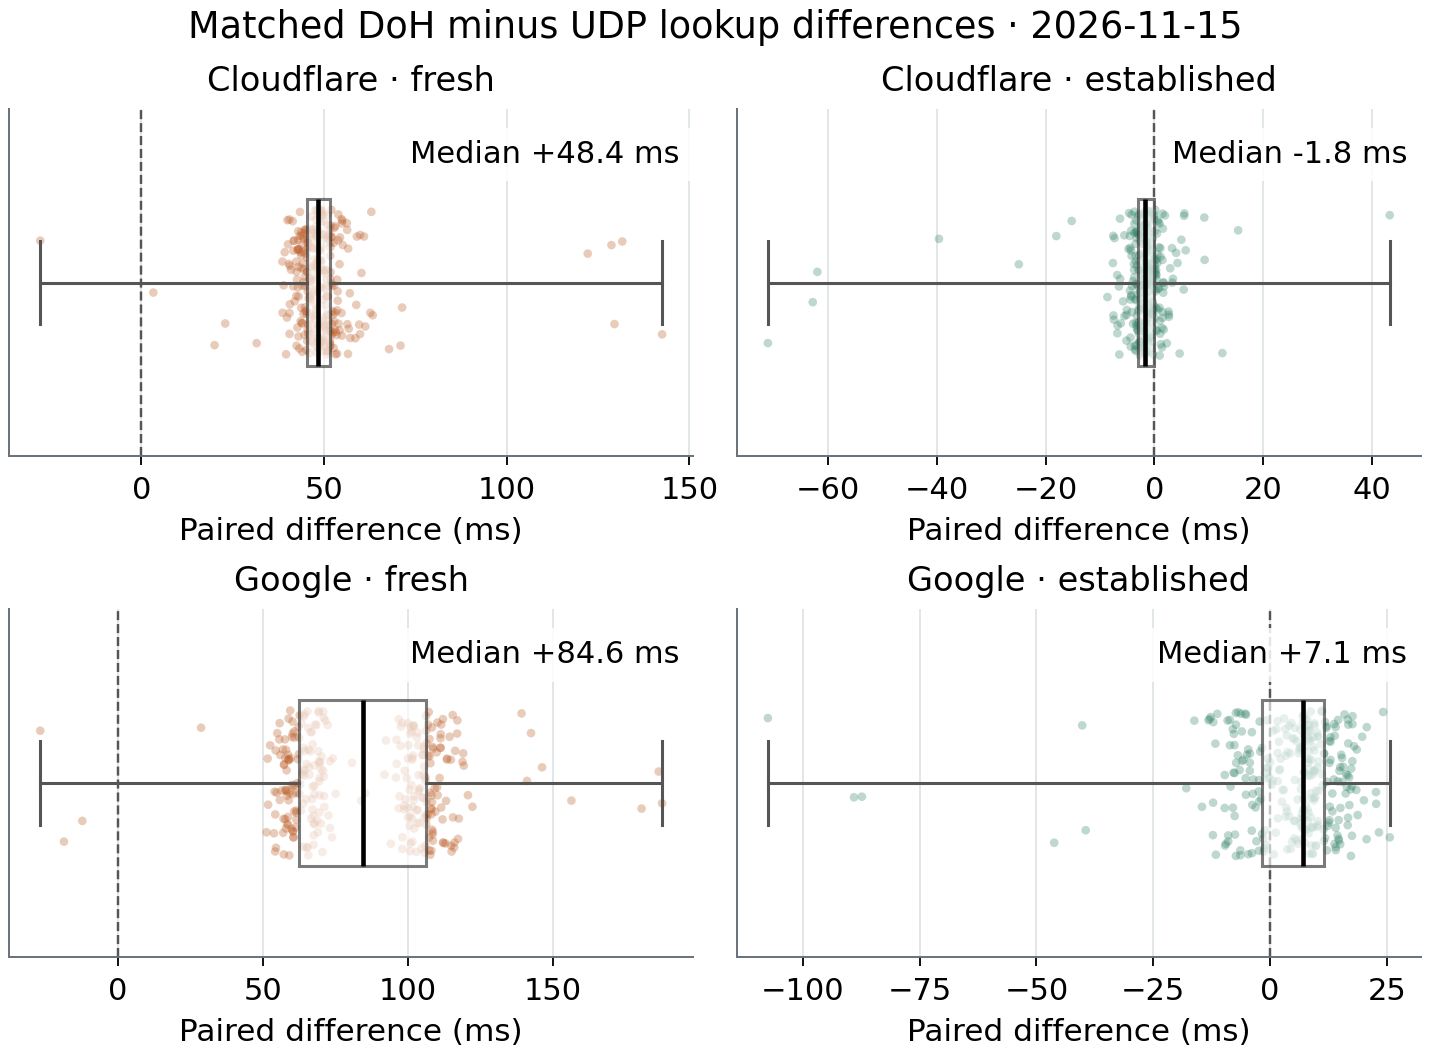 Matched DoH minus UDP lookup differences · 2026-11-15
Cloudflare · fresh
Median +48.4 ms
0 50 100 150
Paired difference (ms)
Cloudflare · established
Median -1.8 ms
−60 −40 −20 0 20 40
Paired difference (ms)
Google · fresh
Median +84.6 ms
0 50 100 150
Paired difference (ms)
Google · established
Median +7.1 ms
−100 −75 −50 −25 0 25
Paired difference (ms)